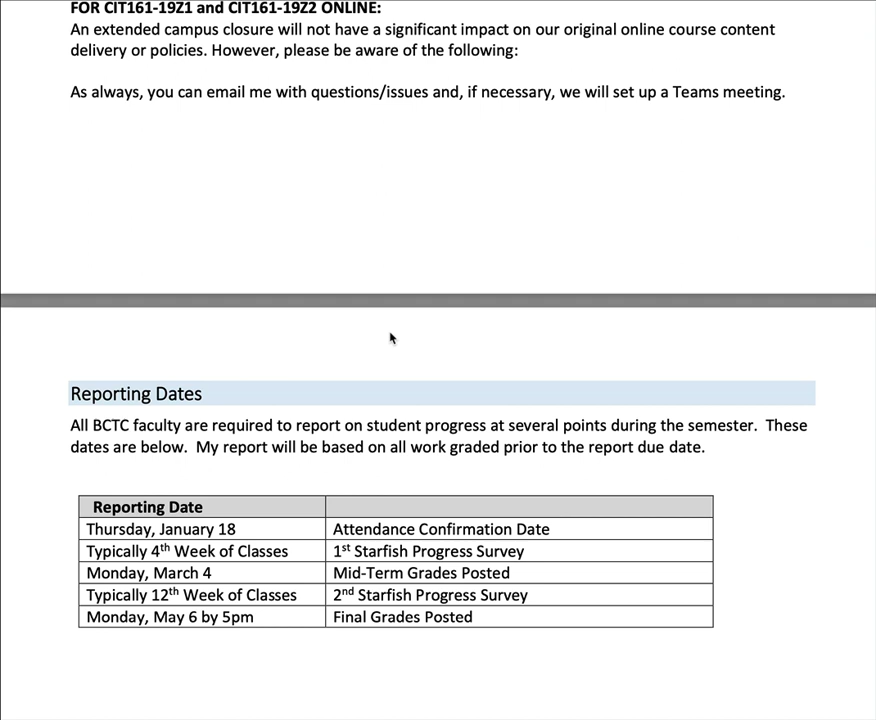 FOR CIT161-19Z1 and CIT161-19Z2 ONLINE:
An extended campus closure will not have a significant impact on our original online course content
delivery or policies. However, please be aware of the following:
As always, you can email me with questions/issues and, if necessary, we will set up a Teams meeting.
Reporting Dates
All BCTC faculty are required to report on student progress at several points during the semester.  These
dates are below.  My report will be based on all work graded prior to the report due date.
Reporting Date
Thursday, January 18 Attendance Confirmation Date
Typically 4th Week of Classes 1st Starfish Progress Survey
Monday, March 4 Mid-Term Grades Posted
Typically 12th Week of Classes 2nd Starfish Progress Survey
Monday, May 6 by 5pm Final Grades Posted